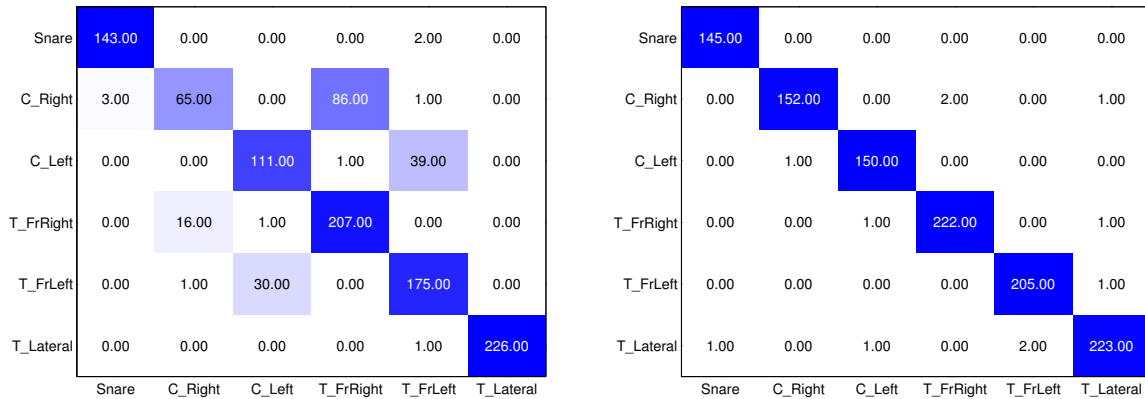 Snare 143.00 0.00 0.00 0.00 2.00 0.00
C_Right 3.00 65.00 0.00 86.00 1.00 0.00
C_Left 0.00 0.00 111.00 1.00 39.00 0.00
T_FrRight 0.00 16.00 1.00 207.00 0.00 0.00
T_FrLeft 0.00 1.00 30.00 0.00 175.00 0.00
T_Lateral 0.00 0.00 0.00 0.00 1.00 226.00
Snare C_Right C_Left T_FrRight T_FrLeft T_Lateral
Snare 145.00 0.00 0.00 0.00 0.00 0.00
C_Right 0.00 152.00 0.00 2.00 0.00 1.00
C_Left 0.00 1.00 150.00 0.00 0.00 0.00
T_FrRight 0.00 0.00 1.00 222.00 0.00 1.00
T_FrLeft 0.00 0.00 0.00 0.00 205.00 1.00
T_Lateral 1.00 0.00 1.00 0.00 2.00 223.00
Snare C_Right C_Left T_FrRight T_FrLeft T_Lateral